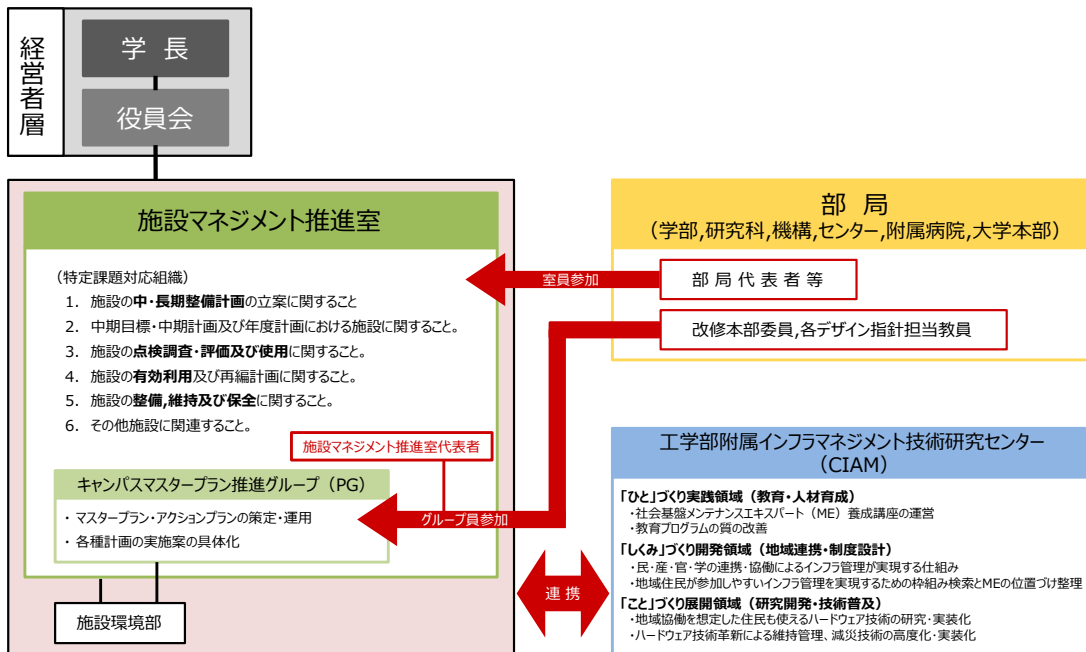 経営者層
学 長
役員会
施設マネジメント推進室
（特定課題対応組織）
1. 施設の中・長期整備計画の立案に関すること
2. 中期目標・中期計画及び年度計画における施設に関すること。
3. 施設の点検調査・評価及び使用に関すること。
4. 施設の有効利用及び再編計画に関すること。
5. 施設の整備,維持及び保全に関すること。
6. その他施設に関連すること。
施設マネジメント推進室代表者
キャンパスマスタープラン推進グループ（PG）
・マスタープラン・アクションプランの策定・運用
・各種計画の実施案の具体化
施設環境部
部 局
（学部,研究科,機構,センター,附属病院,大学本部）
室員参加
部 局 代 表 者 等
改修本部委員,各デザイン指針担当教員
グループ員参加
連 携
工学部附属インフラマネジメント技術研究センター
（CIAM）
「ひと」づくり実践領域（教育・人材育成）
・社会基盤メンテナンスエキスパート（ME）養成講座の運営
・教育プログラムの質の改善
「しくみ」づくり開発領域（地域連携・制度設計）
・民・産・官・学の連携・協働によるインフラ管理が実現する仕組み
・地域住民が参加しやすいインフラ管理を実現するための枠組み検索とMEの位置づけ整理
「こと」づくり展開領域（研究開発・技術普及）
・地域協働を想定した住民も使えるハードウェア技術の研究・実装化
・ハードウェア技術革新による維持管理、減災技術の高度化・実装化